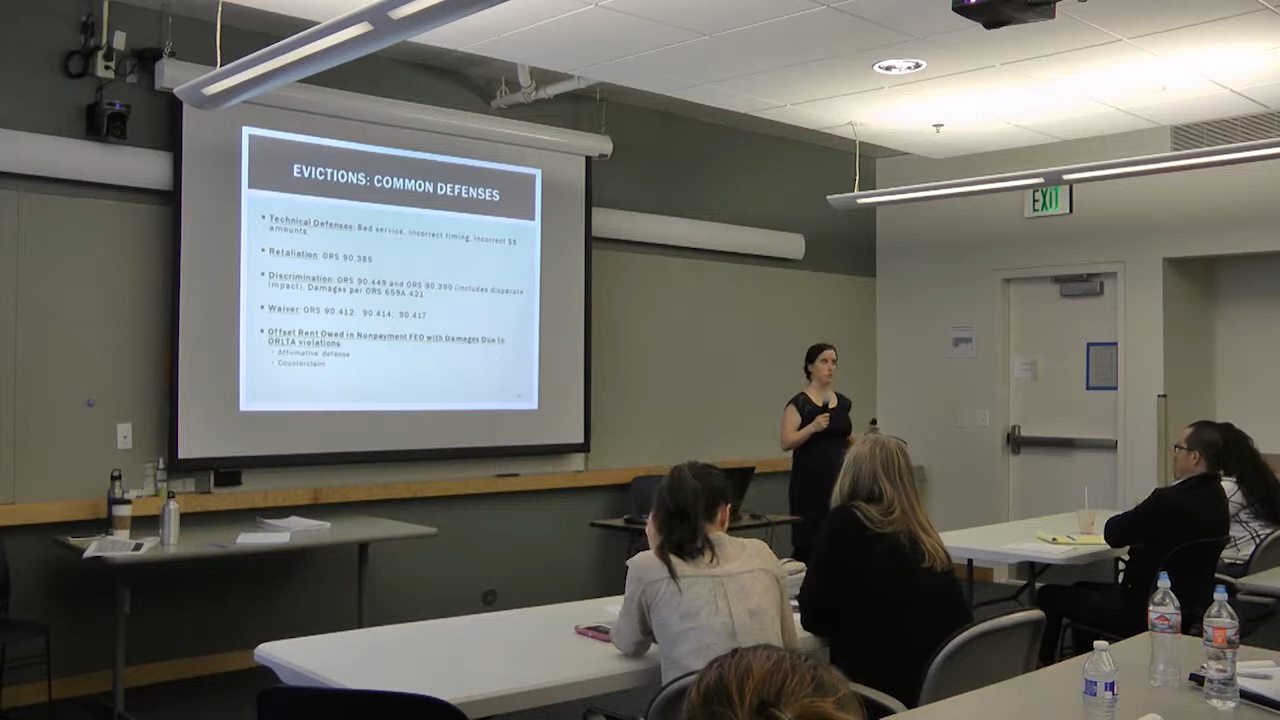 EXIT
EVICTIONS: COMMON DEFENSES
▪ Technical Defenses: Bad service, incorrect timing, incorrect $$
amounts
▪ Retaliation: ORS 90.385
▪ Discrimination: ORS 90.449 and ORS 90.390 (includes disparate
impact). Damages per ORS 659A.421
▪ Waiver: ORS 90.412, 90.414, 90.417
▪ Offset Rent Owed in Nonpayment FED with Damages Due to
ORLTA violations
▪ Affirmative defense
▪ Counterclaim